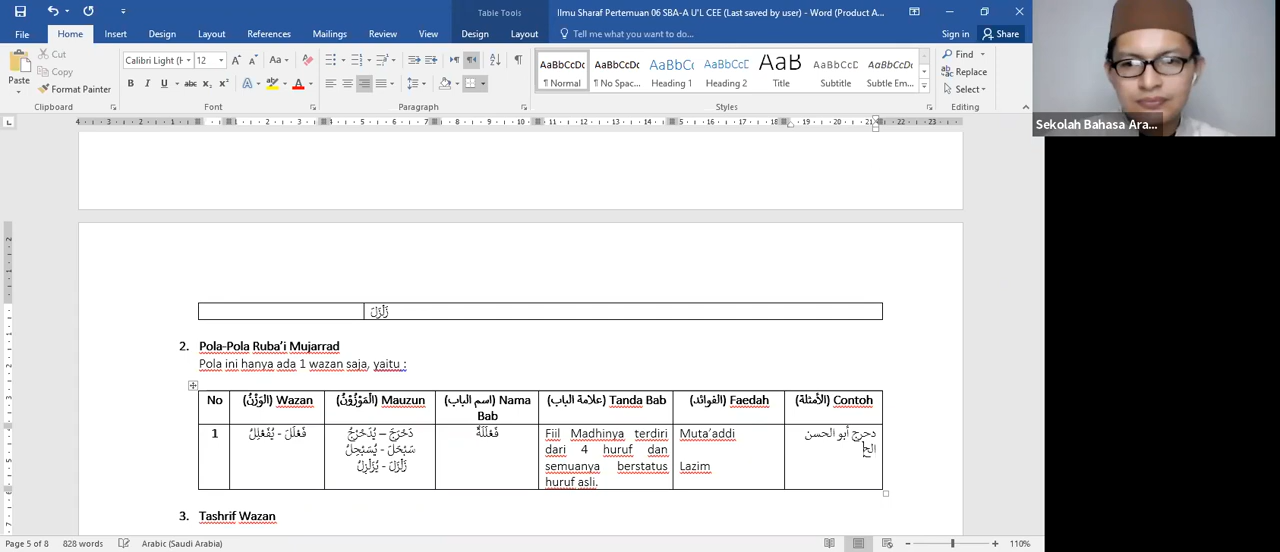 Table Tools
Ilmu Sharaf Pertemuan 06 SBA-A U'L CEE (Last saved by user) - Word (Product A...
File Home Insert Draw Design Layout References Mailings Review View Design Layout Tell me what you want to do... Sign in Share
Paste
Cut
Copy
Format Painter
Calibri Light (H 12
AaBbCcDc AaBbCcDc AaBbCc AaBbCcC AaB AaBbCcD AaBbCcDc
¶ Normal ¶ No Spac... Heading 1 Heading 2 Title Subtitle Subtle Em...
Find
Replace
Select
Clipboard Font Paragraph Styles Editing
Sekolah Bahasa Ara...
زَلْزَلَ
2. Pola-Pola Ruba'i Mujarrad
Pola ini hanya ada 1 wazan saja, yaitu :
No Wazan (الوَزْنُ) Mauzun (الْمَوْزُوْنُ) Nama Bab (اسم الباب) Tanda Bab (علامة الباب) Faedah (الفوائد) Contoh (الأمثلة)
1
فَعْلَلَ - يُفَعْلِلُ
دَحْرَجَ – يُدَحْرِجُ
سَبْحَلَ - يُسَبْحِلُ
زَلْزَلَ - يُزَلْزِلُ
فَعْلَلَةٌ
Fiil Madhinya terdiri
dari 4 huruf dan
semuanya berstatus
huruf asli.
Muta'addi
Lazim
دحرج أبو الحسن
الح
3. Tashrif Wazan
Page 5 of 8 828 words Arabic (Saudi Arabia) 110%